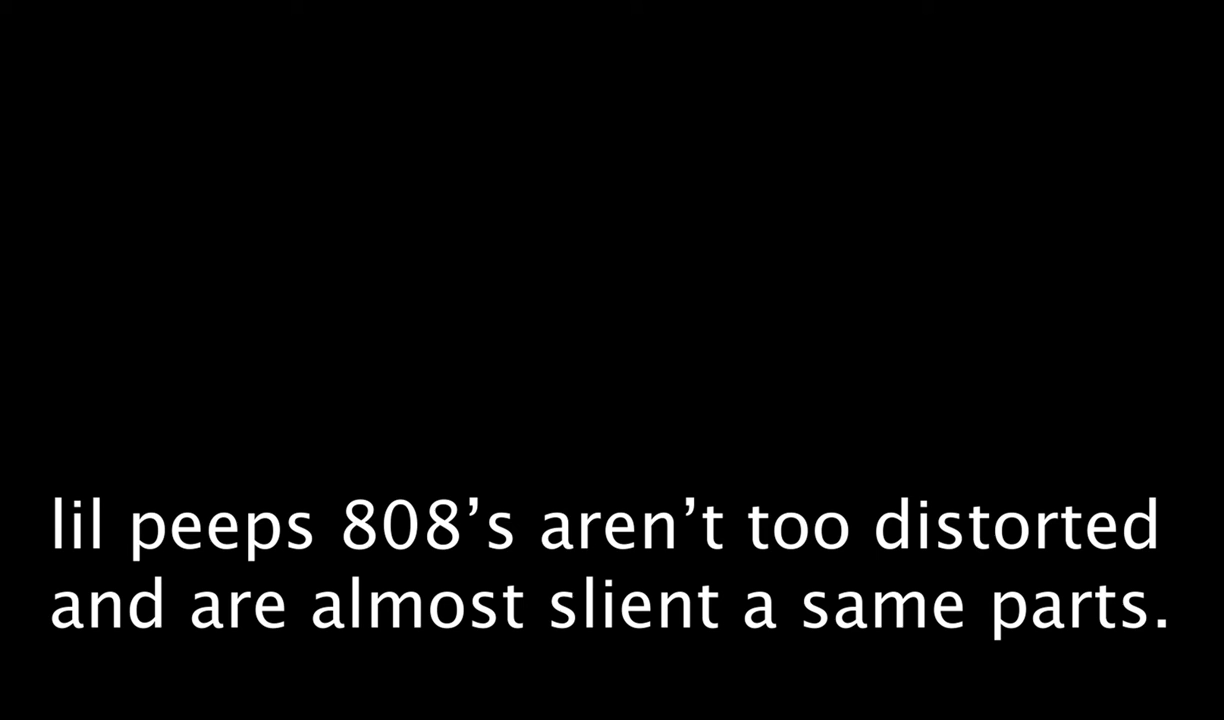 lil peeps 808’s aren’t too distorted
and are almost slient a same parts.